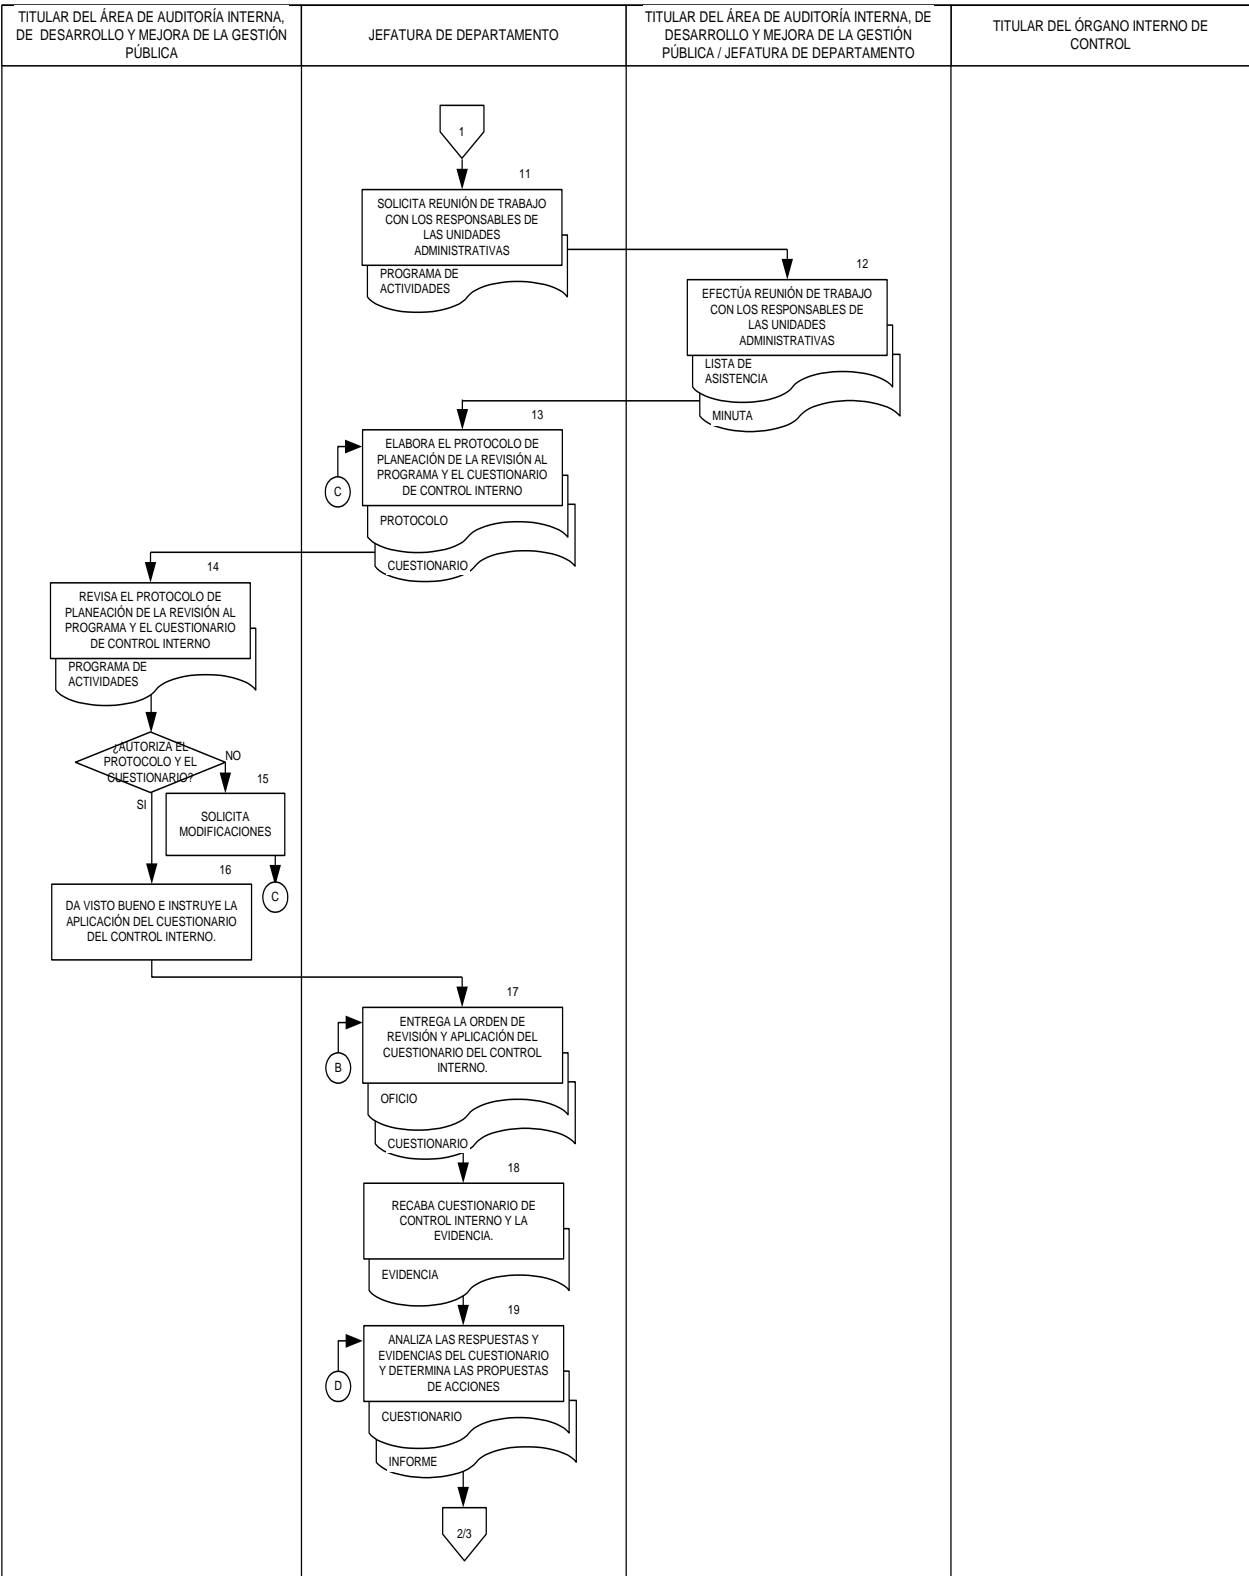 TITULAR DEL ÁREA DE AUDITORÍA INTERNA,
DE DESARROLLO Y MEJORA DE LA GESTIÓN
PÚBLICA
JEFATURA DE DEPARTAMENTO
TITULAR DEL ÁREA DE AUDITORÍA INTERNA, DE
DESARROLLO Y MEJORA DE LA GESTIÓN
PÚBLICA / JEFATURA DE DEPARTAMENTO
TITULAR DEL ÓRGANO INTERNO DE
CONTROL
1
11
SOLICITA REUNIÓN DE TRABAJO
CON LOS RESPONSABLES DE
LAS UNIDADES
ADMINISTRATIVAS
PROGRAMA DE
ACTIVIDADES
12
EFECTÚA REUNIÓN DE TRABAJO
CON LOS RESPONSABLES DE
LAS UNIDADES
ADMINISTRATIVAS
LISTA DE
ASISTENCIA
MINUTA
13
ELABORA EL PROTOCOLO DE
PLANEACIÓN DE LA REVISIÓN AL
PROGRAMA Y EL CUESTIONARIO
DE CONTROL INTERNO
C
PROTOCOLO
CUESTIONARIO
14
REVISA EL PROTOCOLO DE
PLANEACIÓN DE LA REVISIÓN AL
PROGRAMA Y EL CUESTIONARIO
DE CONTROL INTERNO
PROGRAMA DE
ACTIVIDADES
¿AUTORIZA EL
PROTOCOLO Y EL
CUESTIONARIO?
NO
SI
15
SOLICITA
MODIFICACIONES
C
16
DA VISTO BUENO E INSTRUYE LA
APLICACIÓN DEL CUESTIONARIO
DEL CONTROL INTERNO.
17
ENTREGA LA ORDEN DE
REVISIÓN Y APLICACIÓN DEL
CUESTIONARIO DEL CONTROL
INTERNO.
B
OFICIO
CUESTIONARIO
18
RECABA CUESTIONARIO DE
CONTROL INTERNO Y LA
EVIDENCIA.
EVIDENCIA
19
ANALIZA LAS RESPUESTAS Y
EVIDENCIAS DEL CUESTIONARIO
Y DETERMINA LAS PROPUESTAS
DE ACCIONES
D
CUESTIONARIO
INFORME
2/3